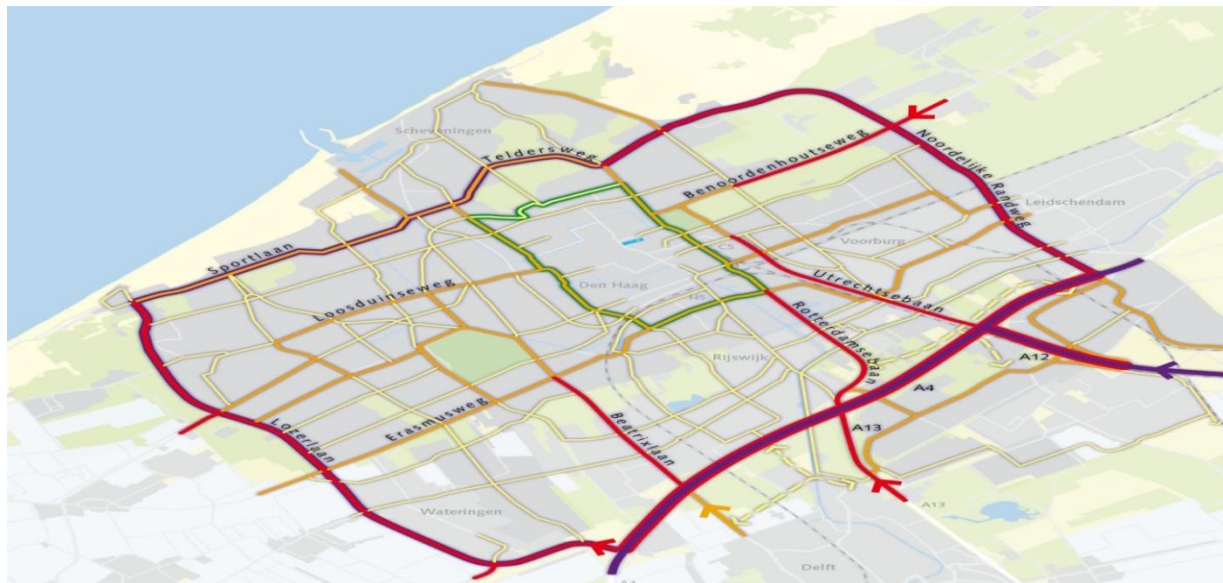 Scheveningen
Teldersweg
Benoordenhoutseweg
Noordelijke Randweg
Leidschendam
Sportlaan
CS
Voorburg
Den Haag
Utrechtsebaan
HS
Loosduinseweg
Rotterdamsebaan
Rijswijk
A12
A4
Erasmusweg
Beatrixlaan
A13
Lozerlaan
A13
Wateringen
Delft